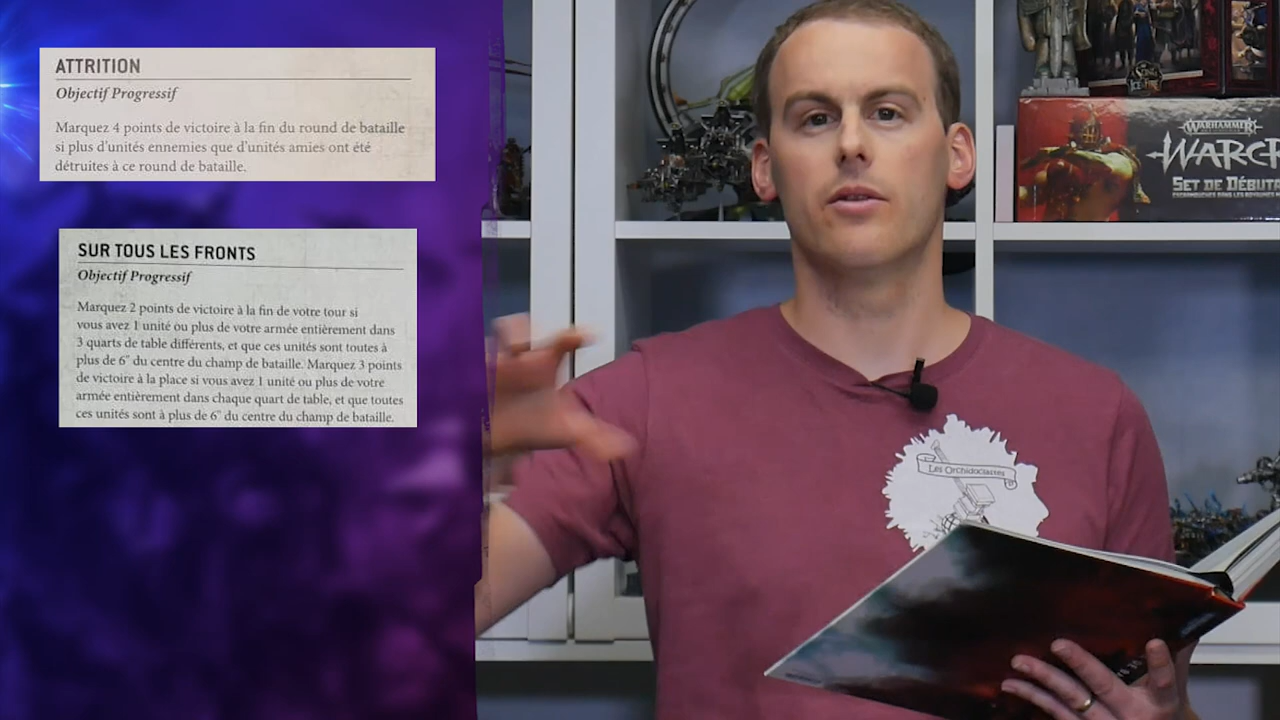 ATTRITION
Objectif Progressif
Marquez 4 points de victoire à la fin du round de bataille
si plus d'unités ennemies que d'unités amies ont été
détruites à ce round de bataille.
SUR TOUS LES FRONTS
Objectif Progressif
Marquez 2 points de victoire à la fin de votre tour si
vous avez 1 unité ou plus de votre armée entièrement dans
3 quarts de table différents, et que ces unités sont toutes à
plus de 6" du centre du champ de bataille. Marquez 3 points
de victoire à la place si vous avez 1 unité ou plus de votre
armée entièrement dans chaque quart de table, et que toutes
ces unités sont à plus de 6" du centre du champ de bataille.
WARHAMMER
WARCR
SET DE DÉBUT
Les Orchidoclastes